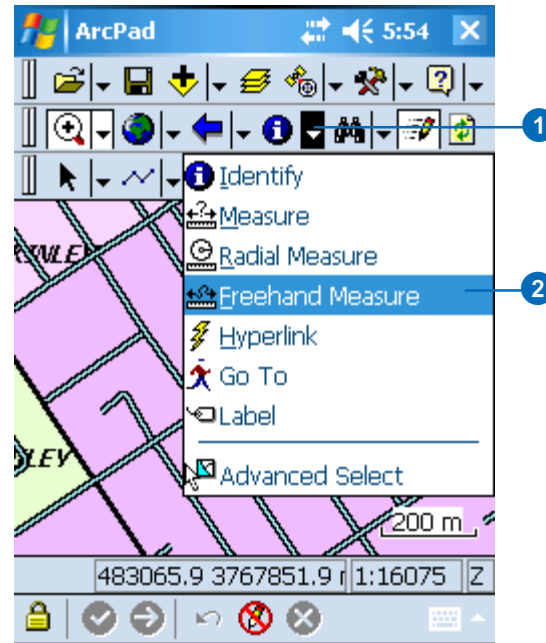 ArcPad 5:54
1
Identify
Measure
Radial Measure
Freehand Measure
2
Hyperlink
Go To
Label
Advanced Select
200 m
483065.9 3767851.9 r 1:16075 Z